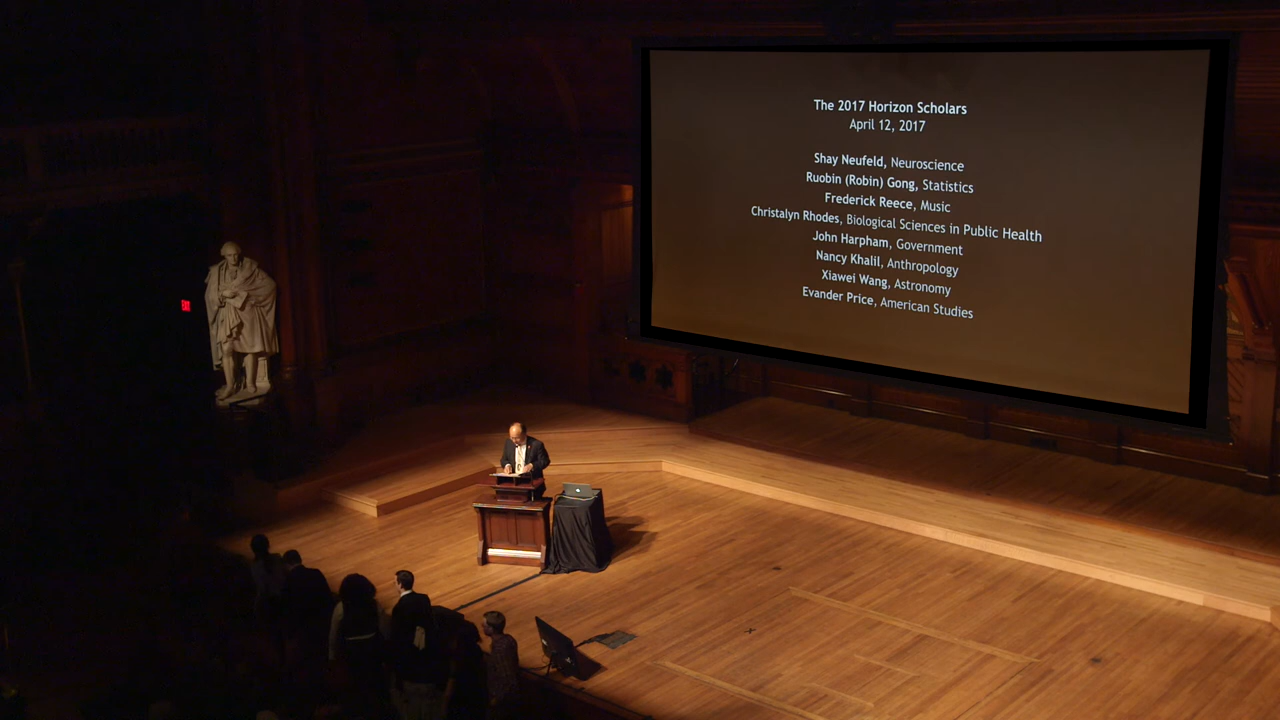 The 2017 Horizon Scholars
April 12, 2017
Shay Neufeld, Neuroscience
Ruobin (Robin) Gong, Statistics
Frederick Reece, Music
Christalyn Rhodes, Biological Sciences in Public Health
John Harpham, Government
Nancy Khalil, Anthropology
Xiawei Wang, Astronomy
Evander Price, American Studies